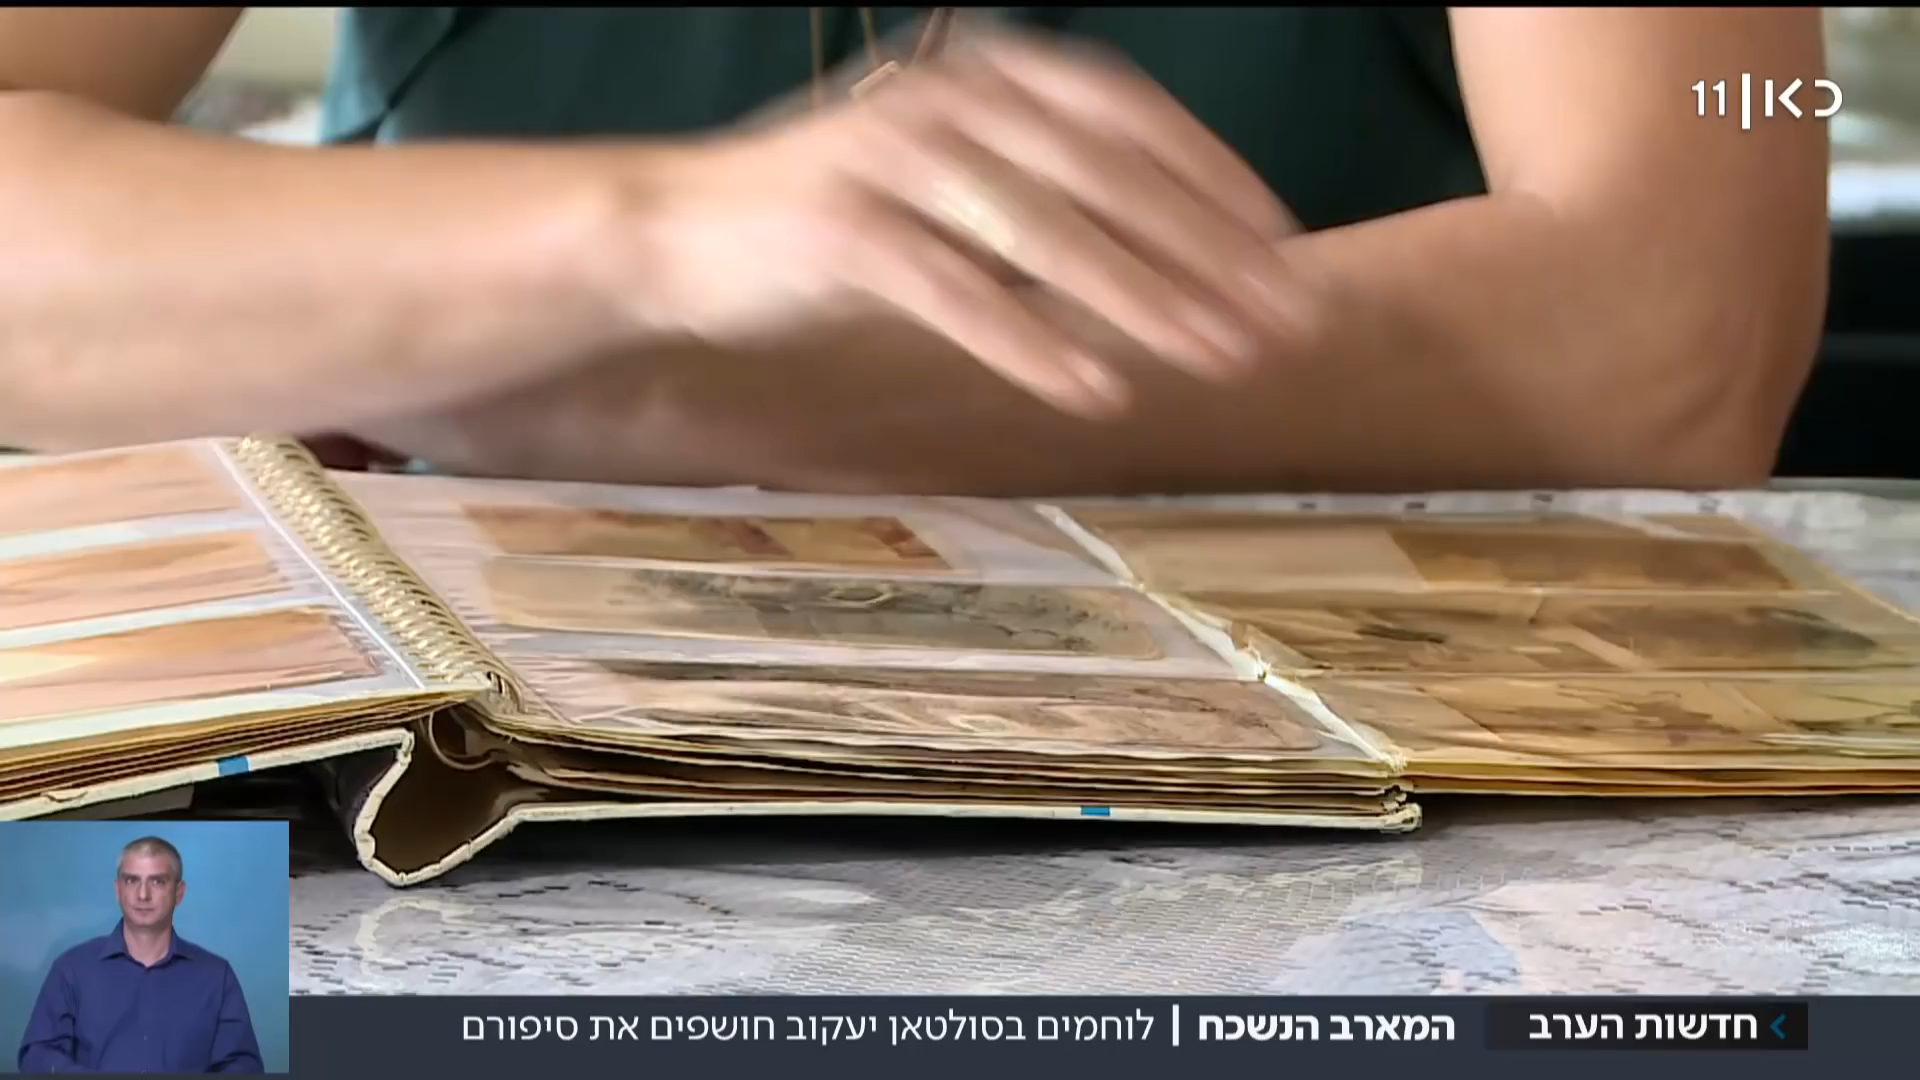 כאן|11
חדשות הערב
המארב הנשכח | לוחמים בסולטאן יעקוב חושפים את סיפורם